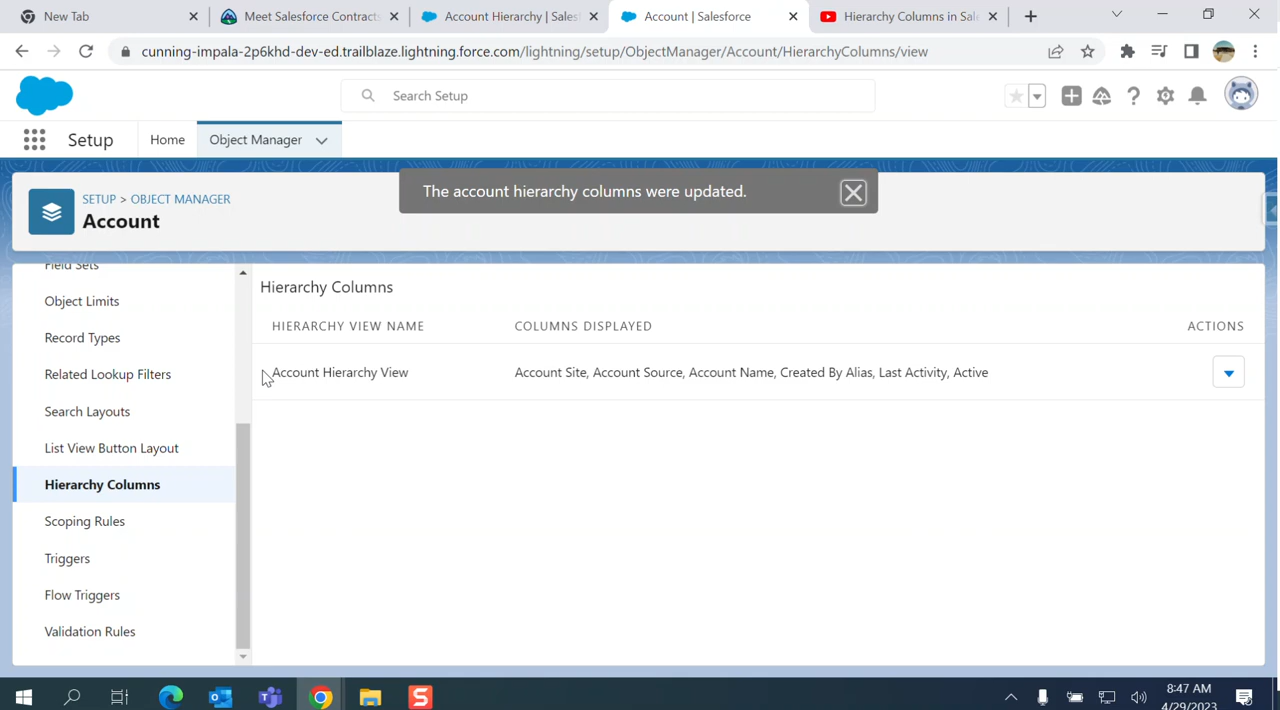 New Tab
Meet Salesforce Contracts
Account Hierarchy | Sales
Account | Salesforce
Hierarchy Columns in Sal
cunning-impala-2p6khd-dev-ed.trailblaze.lightning.force.com/lightning/setup/ObjectManager/Account/HierarchyColumns/view
Search Setup
Setup
Home
Object Manager
The account hierarchy columns were updated.
SETUP > OBJECT MANAGER
Account
Field Sets
Object Limits
Record Types
Related Lookup Filters
Search Layouts
List View Button Layout
Hierarchy Columns
Scoping Rules
Triggers
Flow Triggers
Validation Rules
Hierarchy Columns
HIERARCHY VIEW NAME COLUMNS DISPLAYED ACTIONS
Account Hierarchy View Account Site, Account Source, Account Name, Created By Alias, Last Activity, Active
8:47 AM
4/29/2023